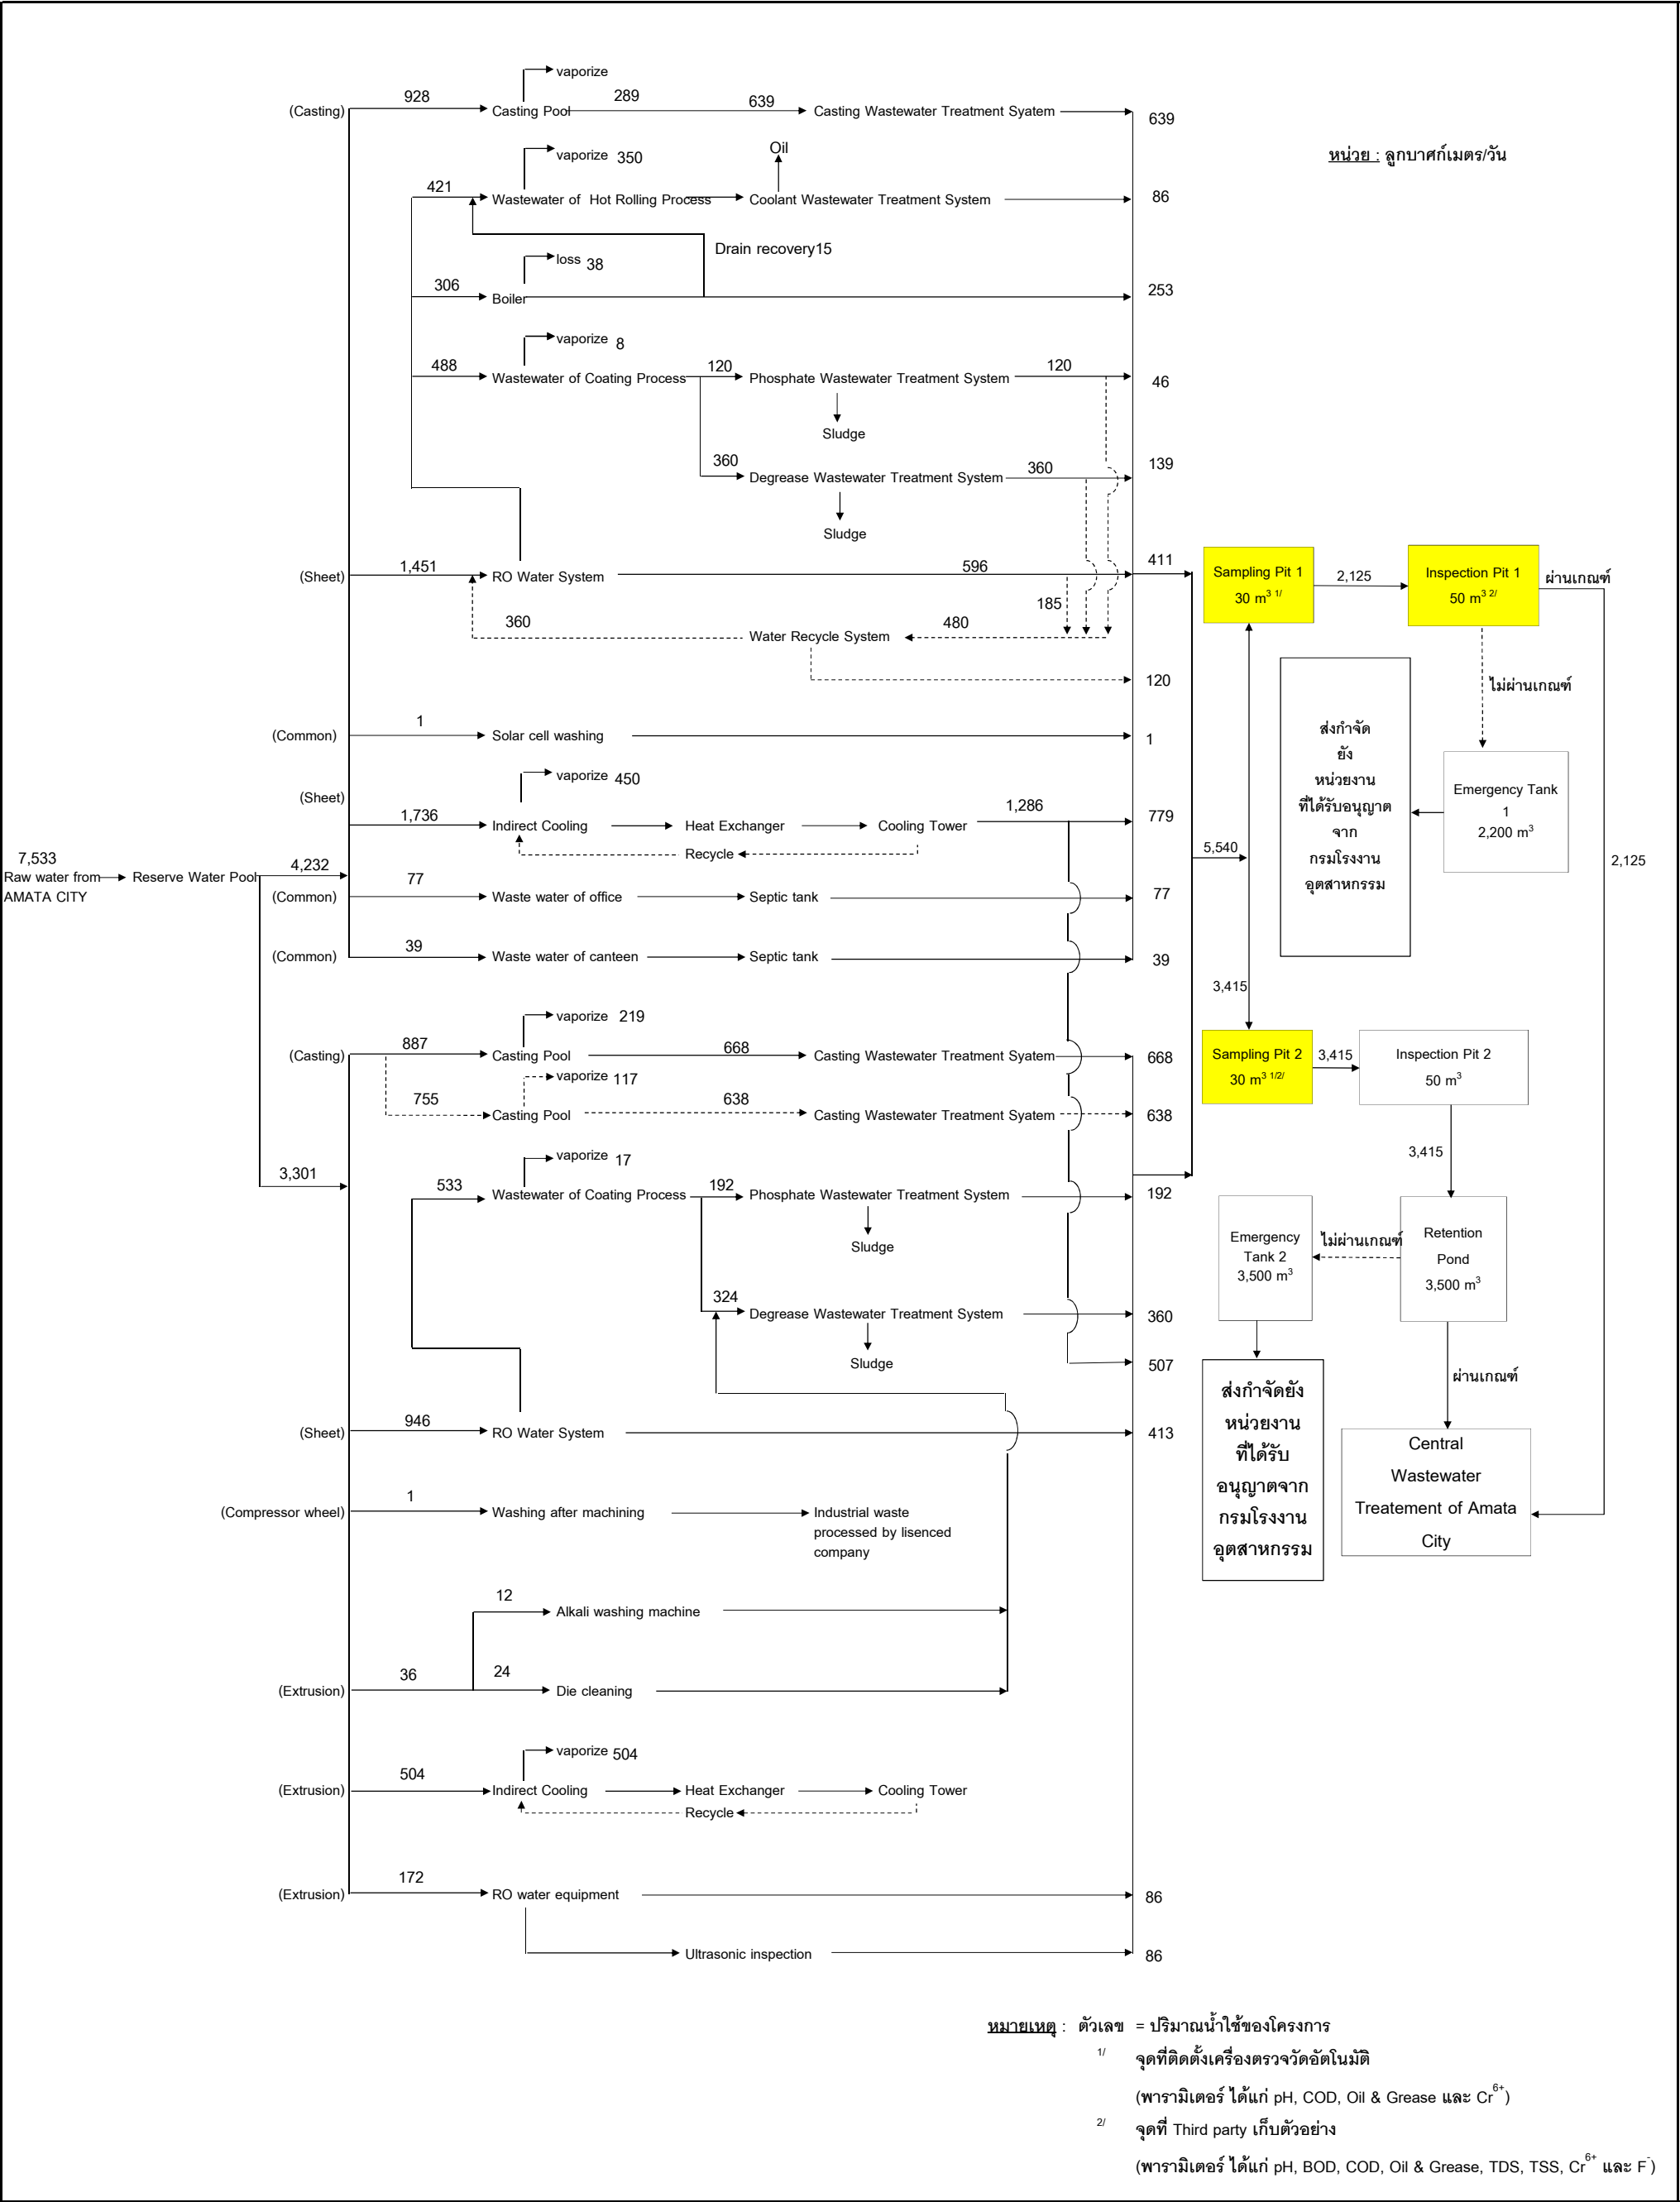 vaporize
(Casting) 928 Casting Pool 289 639 Casting Wastewater Treatment Syatem 639
หน่วย : ลูกบาศก์เมตร/วัน
vaporize 350
Oil
421 Wastewater of Hot Rolling Process Coolant Wastewater Treatment System 86
Drain recovery15
loss 38
306 Boiler 253
vaporize 8
488 Wastewater of Coating Process 120 Phosphate Wastewater Treatment System 120 46
Sludge
360 Degrease Wastewater Treatment System 360 139
Sludge
(Sheet) 1,451 RO Water System 596 411
185
360 Water Recycle System 480
120
(Common) 1 Solar cell washing 1
vaporize 450
(Sheet)
1,736 Indirect Cooling Heat Exchanger Cooling Tower 1,286 779
Recycle
7,533
Raw water from
AMATA CITY
Reserve Water Pool 4,232
(Common) 77 Waste water of office Septic tank 77
(Common) 39 Waste water of canteen Septic tank 39
vaporize 219
(Casting) 887 Casting Pool 668 Casting Wastewater Treatment Syatem 668
vaporize 117
755 Casting Pool 638 Casting Wastewater Treatment Syatem 638
3,301
vaporize 17
533 Wastewater of Coating Process 192 Phosphate Wastewater Treatment System 192
Sludge
324 Degrease Wastewater Treatment System 360
Sludge
507
(Sheet) 946 RO Water System 413
(Compressor wheel) 1 Washing after machining Industrial waste
processed by lisenced
company
12 Alkali washing machine
(Extrusion) 36 24 Die cleaning
vaporize 504
(Extrusion) 504 Indirect Cooling Heat Exchanger Cooling Tower
Recycle
(Extrusion) 172 RO water equipment 86
Ultrasonic inspection 86
5,540
Sampling Pit 1
30 m³ ¹/
2,125
Inspection Pit 1
50 m³ ²/
ผ่านเกณฑ์
2,125
ไม่ผ่านเกณฑ์
Emergency Tank
1
2,200 m³
ส่งกำจัด
ยัง
หน่วยงาน
ที่ได้รับอนุญาต
จาก
กรมโรงงาน
อุตสาหกรรม
3,415
Sampling Pit 2
30 m³ ¹/²/
3,415
Inspection Pit 2
50 m³
3,415
Retention
Pond
3,500 m³
ไม่ผ่านเกณฑ์
Emergency
Tank 2
3,500 m³
ส่งกำจัดยัง
หน่วยงาน
ที่ได้รับ
อนุญาตจาก
กรมโรงงาน
อุตสาหกรรม
ผ่านเกณฑ์
Central
Wastewater
Treatement of Amata
City
หมายเหตุ : ตัวเลข = ปริมาณน้ำใช้ของโครงการ
1/ จุดที่ติดตั้งเครื่องตรวจวัดอัตโนมัติ
(พารามิเตอร์ ได้แก่ pH, COD, Oil & Grease และ Cr⁶⁺)
2/ จุดที่ Third party เก็บตัวอย่าง
(พารามิเตอร์ ได้แก่ pH, BOD, COD, Oil & Grease, TDS, TSS, Cr⁶⁺ และ F⁻)